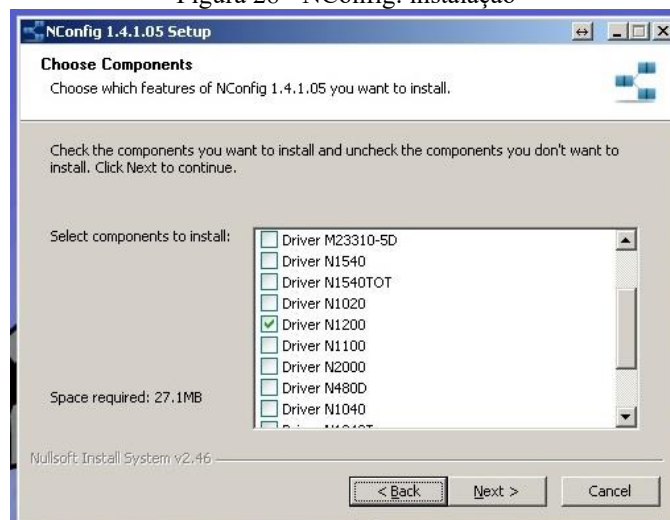 Figura 28 - NConfig: instalação
NConfig 1.4.1.05 Setup
Choose Components
Choose which features of NConfig 1.4.1.05 you want to install.
Check the components you want to install and uncheck the components you don't want to
install. Click Next to continue.
Select components to install:
Driver M23310-5D
Driver N1540
Driver N1540TOT
Driver N1020
Driver N1200
Driver N1100
Driver N2000
Driver N480D
Driver N1040
Space required: 27.1MB
Nullsoft Install System v2.46
< Back
Next >
Cancel